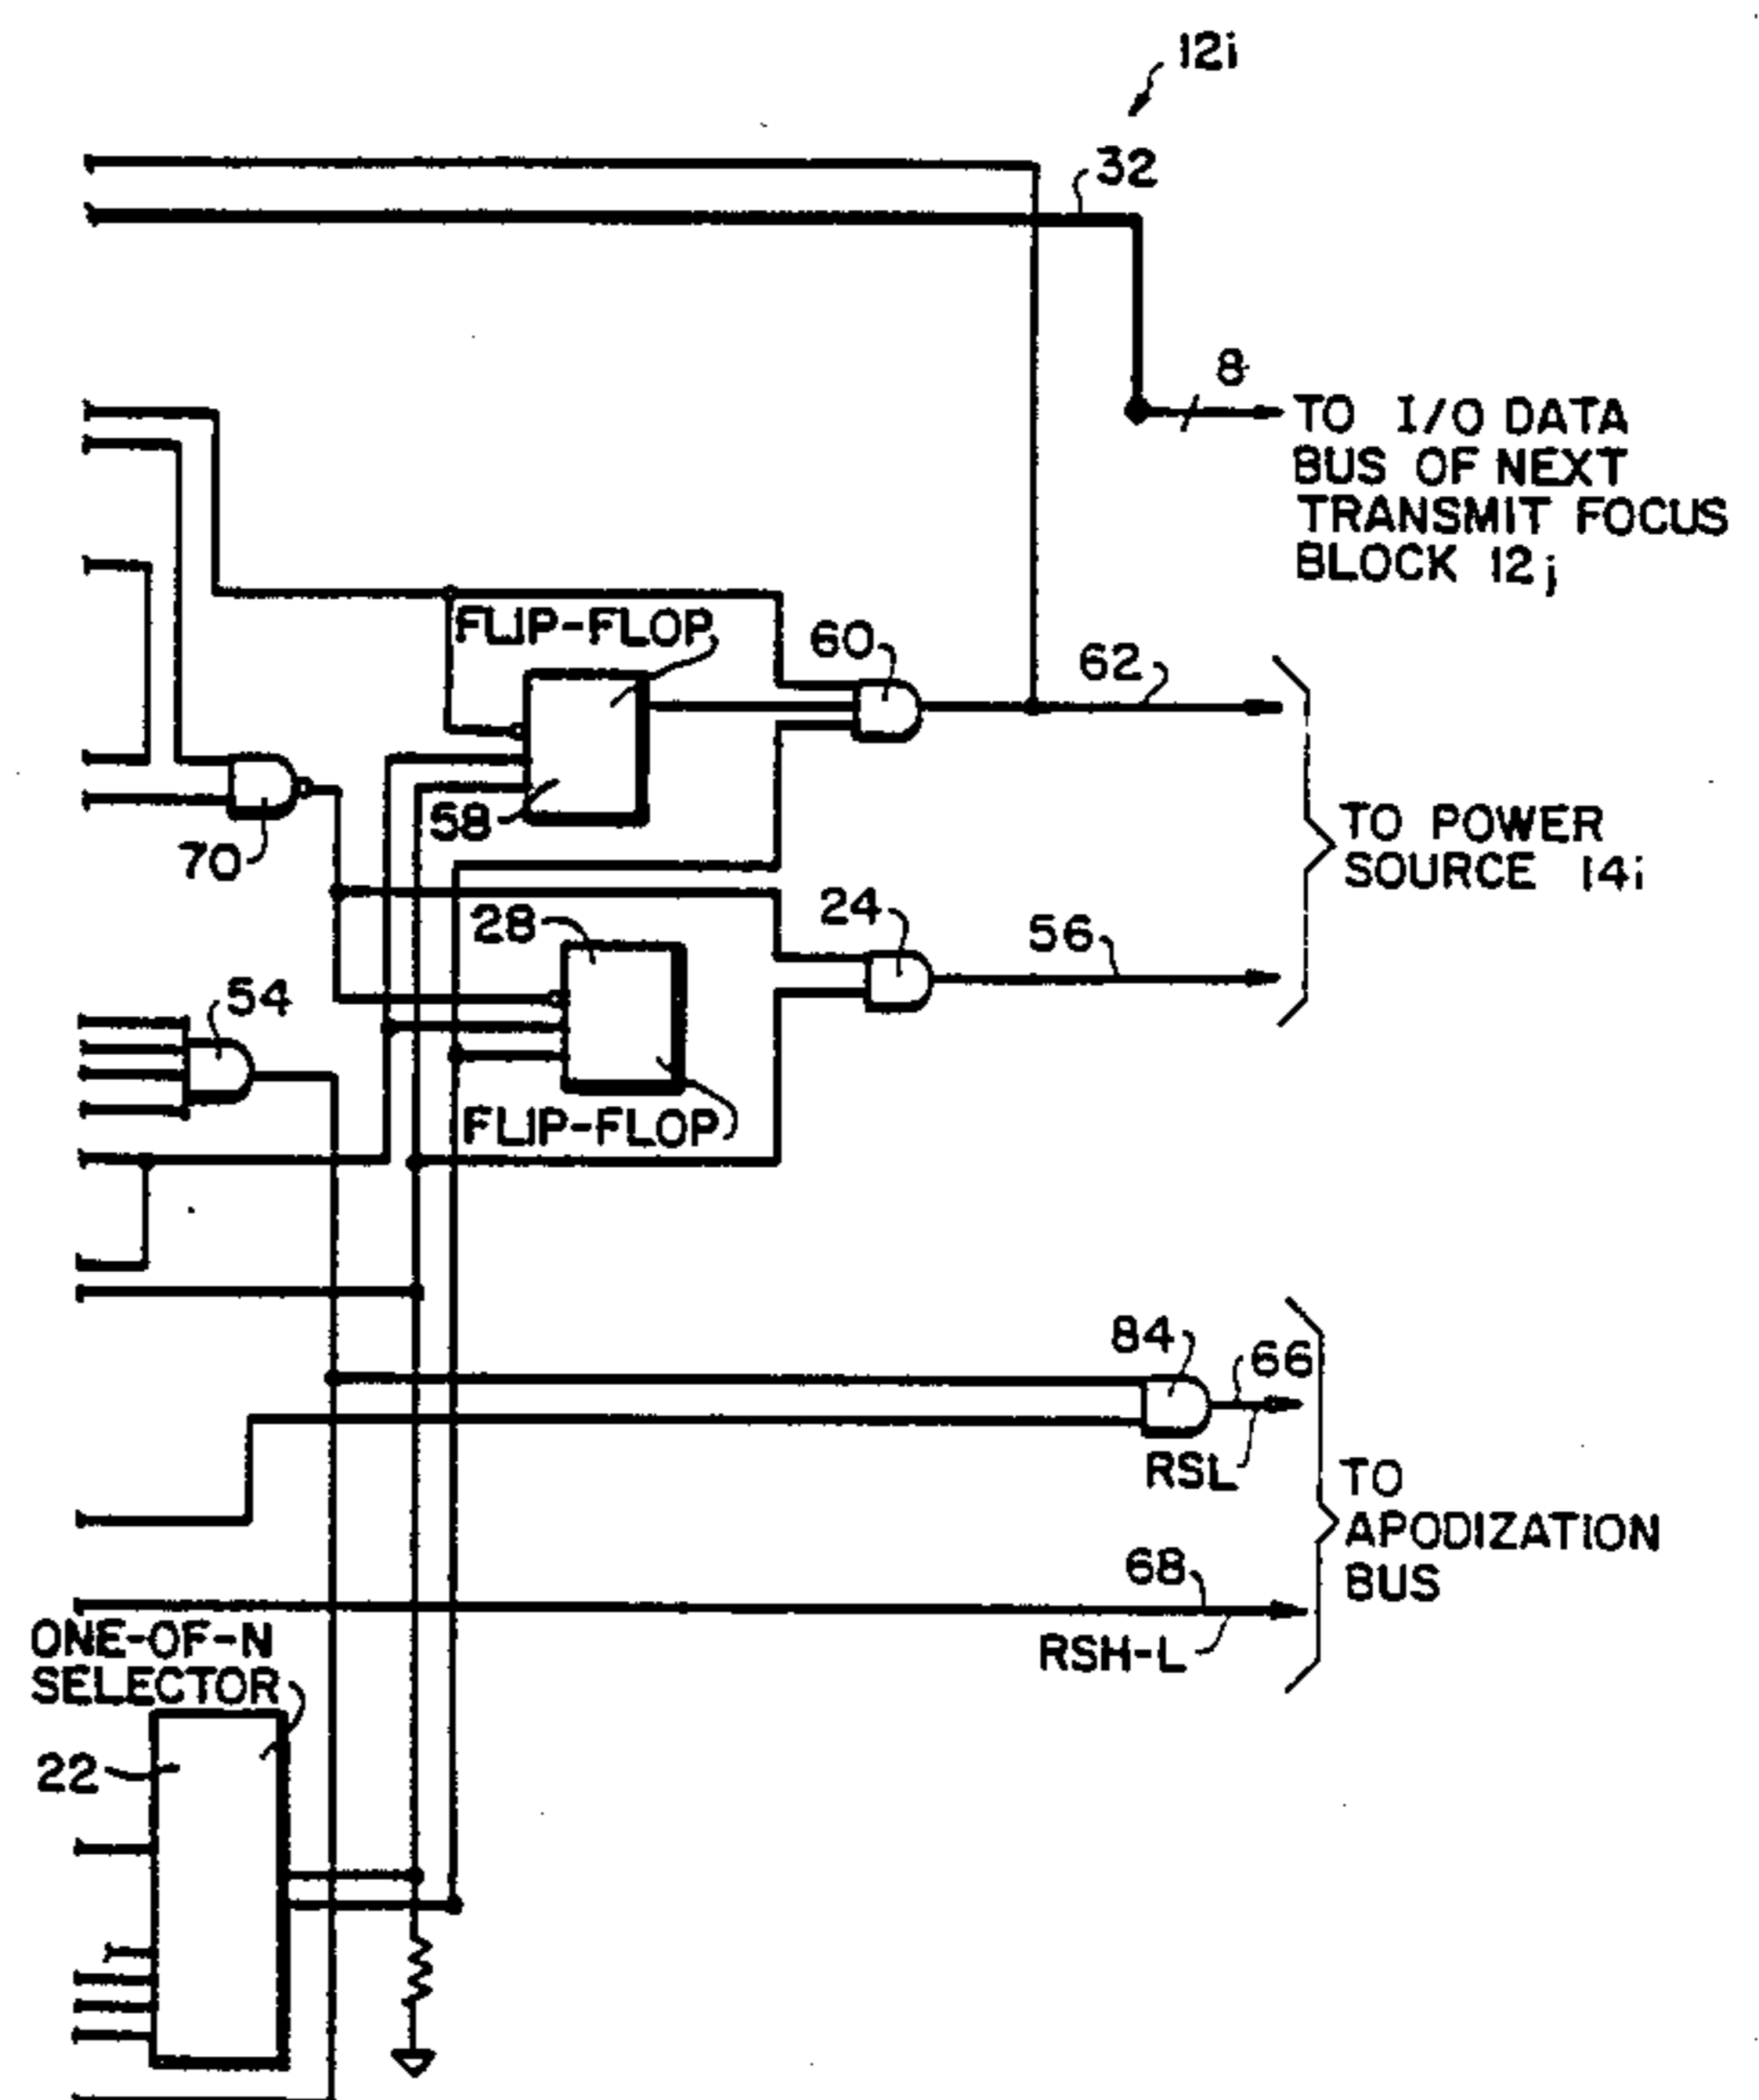 12i
32
8
TO I/O DATA
BUS OF NEXT
TRANSMIT FOCUS
BLOCK 12j
FLIP-FLOP
60
62
58
70
TO POWER
SOURCE 14i
28
24
56
54
FLIP-FLOP
84
66
RSL
TO
APODIZATION
BUS
68
RSH-L
ONE-OF-N
SELECTOR
22